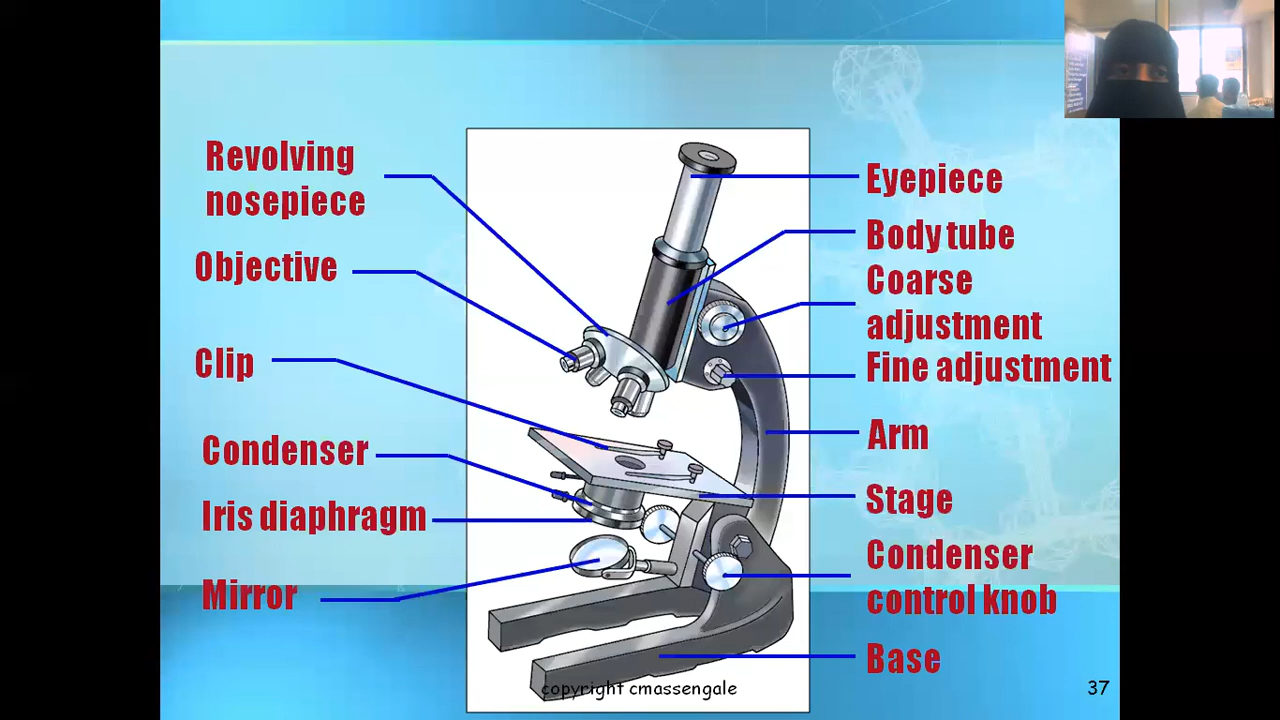 Revolving
nosepiece
Objective
Clip
Condenser
Iris diaphragm
Mirror
Eyepiece
Body tube
Coarse
adjustment
Fine adjustment
Arm
Stage
Condenser
control knob
Base
copyright cmassengale
37